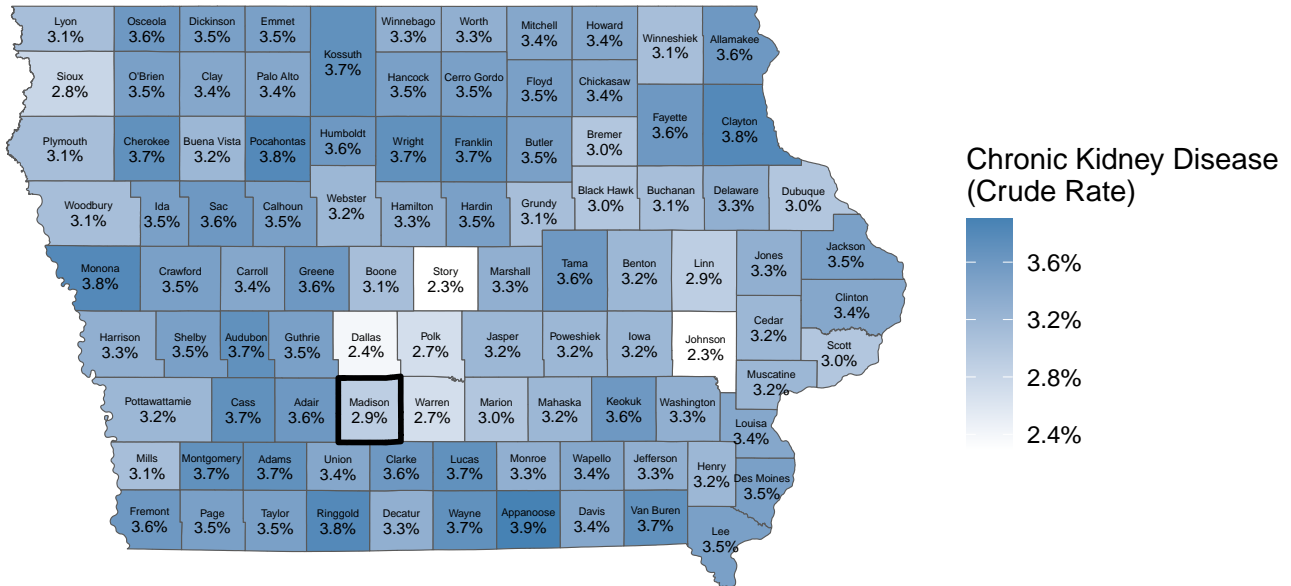 Lyon
3.1%
Osceola
3.6%
Dickinson
3.5%
Emmet
3.5%
Kossuth
3.7%
Winnebago
3.3%
Worth
3.3%
Mitchell
3.4%
Howard
3.4%
Winneshiek
3.1%
Allamakee
3.6%
Sioux
2.8%
O'Brien
3.5%
Clay
3.4%
Palo Alto
3.4%
Hancock
3.5%
Cerro Gordo
3.5%
Floyd
3.5%
Chickasaw
3.4%
Fayette
3.6%
Clayton
3.8%
Plymouth
3.1%
Cherokee
3.7%
Buena Vista
3.2%
Pocahontas
3.8%
Humboldt
3.6%
Wright
3.7%
Franklin
3.7%
Butler
3.5%
Bremer
3.0%
Woodbury
3.1%
Ida
3.5%
Sac
3.6%
Calhoun
3.5%
Webster
3.2%
Hamilton
3.3%
Hardin
3.5%
Grundy
3.1%
Black Hawk
3.0%
Buchanan
3.1%
Delaware
3.3%
Dubuque
3.0%
Monona
3.8%
Crawford
3.5%
Carroll
3.4%
Greene
3.6%
Boone
3.1%
Story
2.3%
Marshall
3.3%
Tama
3.6%
Benton
3.2%
Linn
2.9%
Jones
3.3%
Jackson
3.5%
Clinton
3.4%
Harrison
3.3%
Shelby
3.5%
Audubon
3.7%
Guthrie
3.5%
Dallas
2.4%
Polk
2.7%
Jasper
3.2%
Poweshiek
3.2%
Iowa
3.2%
Johnson
2.3%
Cedar
3.2%
Scott
3.0%
Muscatine
3.2%
Pottawattamie
3.2%
Cass
3.7%
Adair
3.6%
Madison
2.9%
Warren
2.7%
Marion
3.0%
Mahaska
3.2%
Keokuk
3.6%
Washington
3.3%
Louisa
3.4%
Mills
3.1%
Montgomery
3.7%
Adams
3.7%
Union
3.4%
Clarke
3.6%
Lucas
3.7%
Monroe
3.3%
Wapello
3.4%
Jefferson
3.3%
Henry
3.2%
Des Moines
3.5%
Fremont
3.6%
Page
3.5%
Taylor
3.5%
Ringgold
3.8%
Decatur
3.3%
Wayne
3.7%
Appanoose
3.9%
Davis
3.4%
Van Buren
3.7%
Lee
3.5%
Chronic Kidney Disease
(Crude Rate)
3.6%
3.2%
2.8%
2.4%